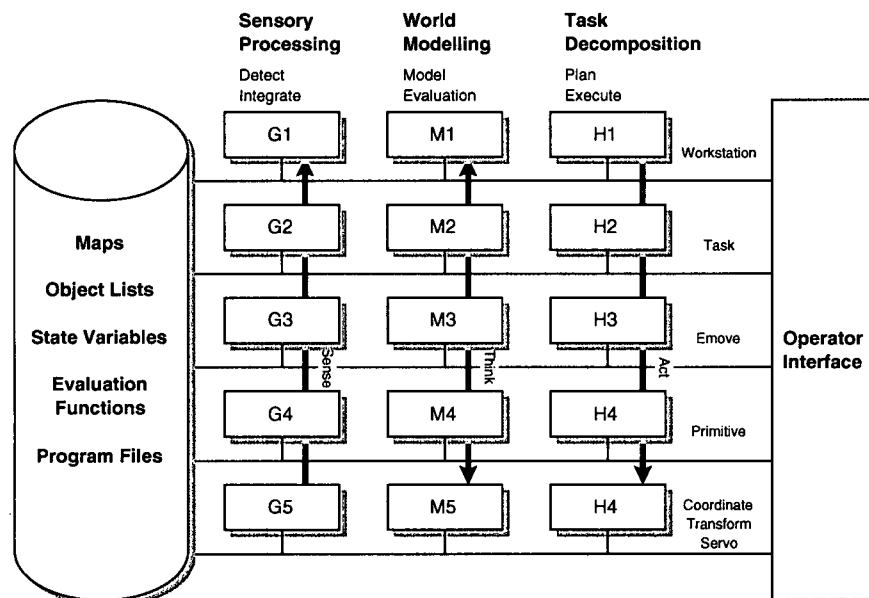 Sensory
Processing
World
Modelling
Task
Decomposition
Detect
Integrate
Model
Evaluation
Plan
Execute
G1
M1
H1
Workstation
G2
M2
H2
Task
Maps
Object Lists
State Variables
Evaluation
Functions
Program Files
G3
M3
H3
Emove
Sense
Think
Act
Operator
Interface
G4
M4
H4
Primitive
G5
M5
H4
Coordinate
Transform
Servo